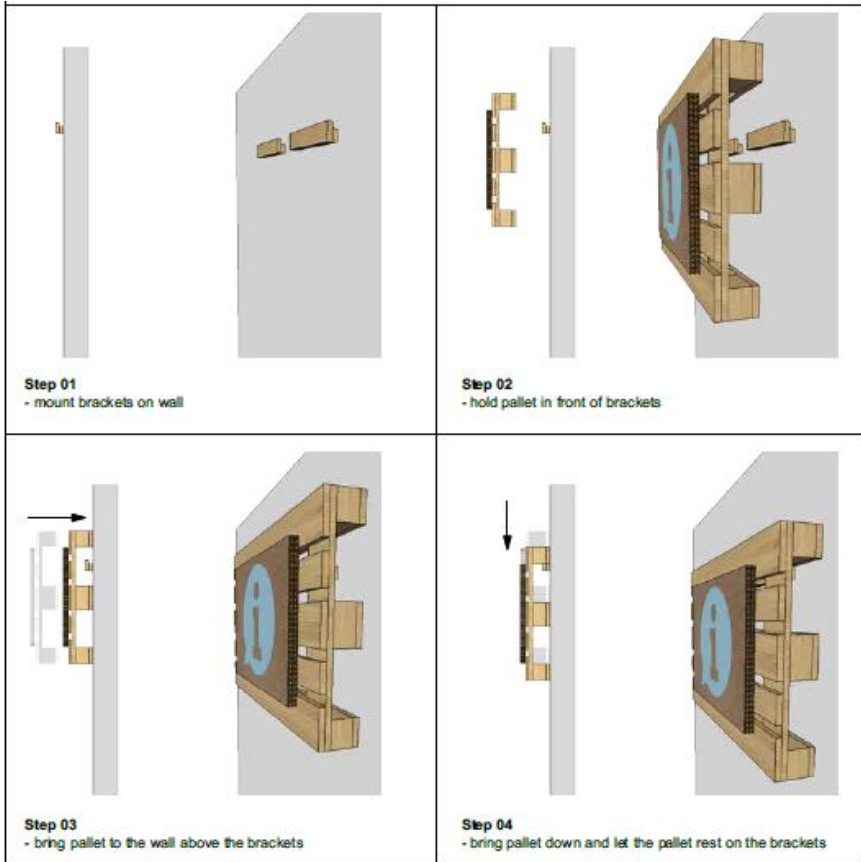 Step 01
- mount brackets on wall
Step 02
- hold pallet in front of brackets
Step 03
- bring pallet to the wall above the brackets
Step 04
- bring pallet down and let the pallet rest on the brackets
i